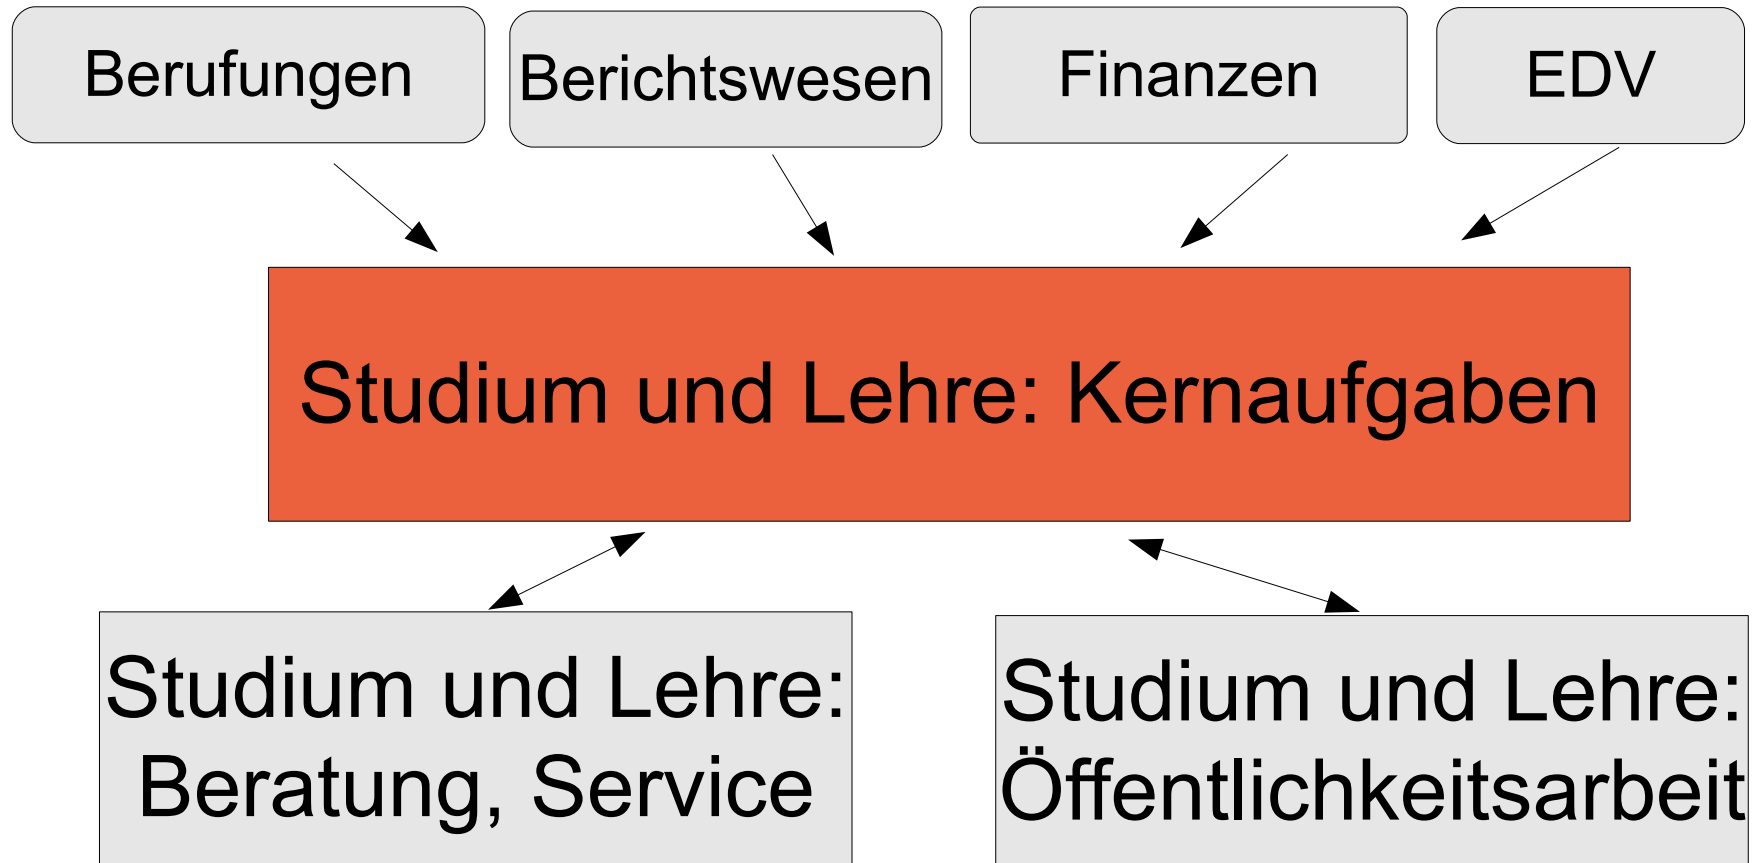 Berufungen
Berichtswesen
Finanzen
EDV
Studium und Lehre: Kernaufgaben
Studium und Lehre:
Beratung, Service
Studium und Lehre:
Öffentlichkeitsarbeit